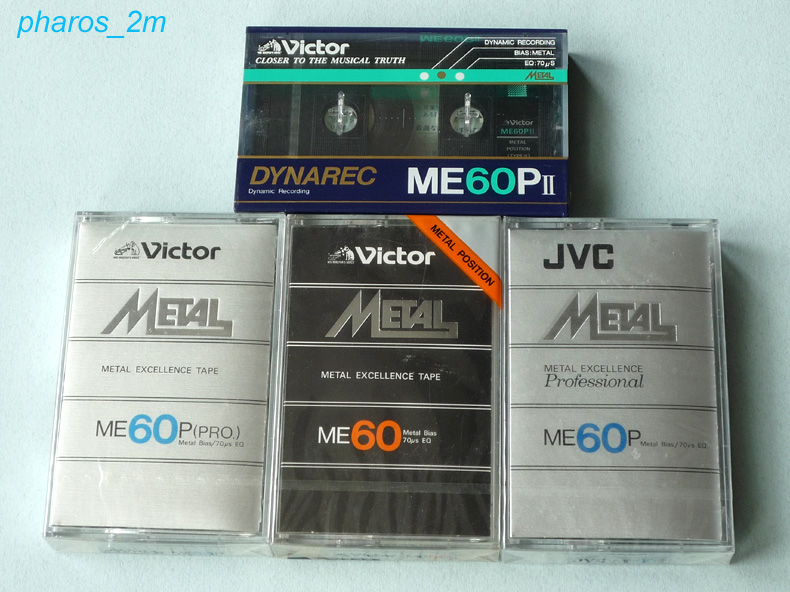 pharos_2m
Victor
CLOSER TO THE MUSICAL TRUTH
DYNAMIC RECORDING
BIAS:METAL
EQ:70µS
METAL
Victor
ME60PII
METAL
POSITION
DYNAREC
Dynamic Recording
ME60PII
Victor
METAL
METAL EXCELLENCE TAPE
ME60P(PRO.)
Metal Bias/70µs EQ
METAL POSITION
Victor
METAL
METAL EXCELLENCE TAPE
ME60
Metal Bias
70µs EQ
JVC
METAL
METAL EXCELLENCE
Professional
ME60P
Metal Bias/70µs EQ